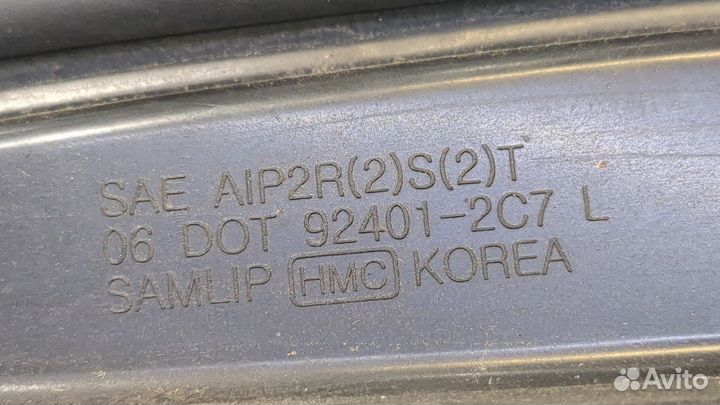 SAE AIP2R(2)S(2)T
06 DOT 92401-2C7 L
SAMLIP HMC KOREA
Avito